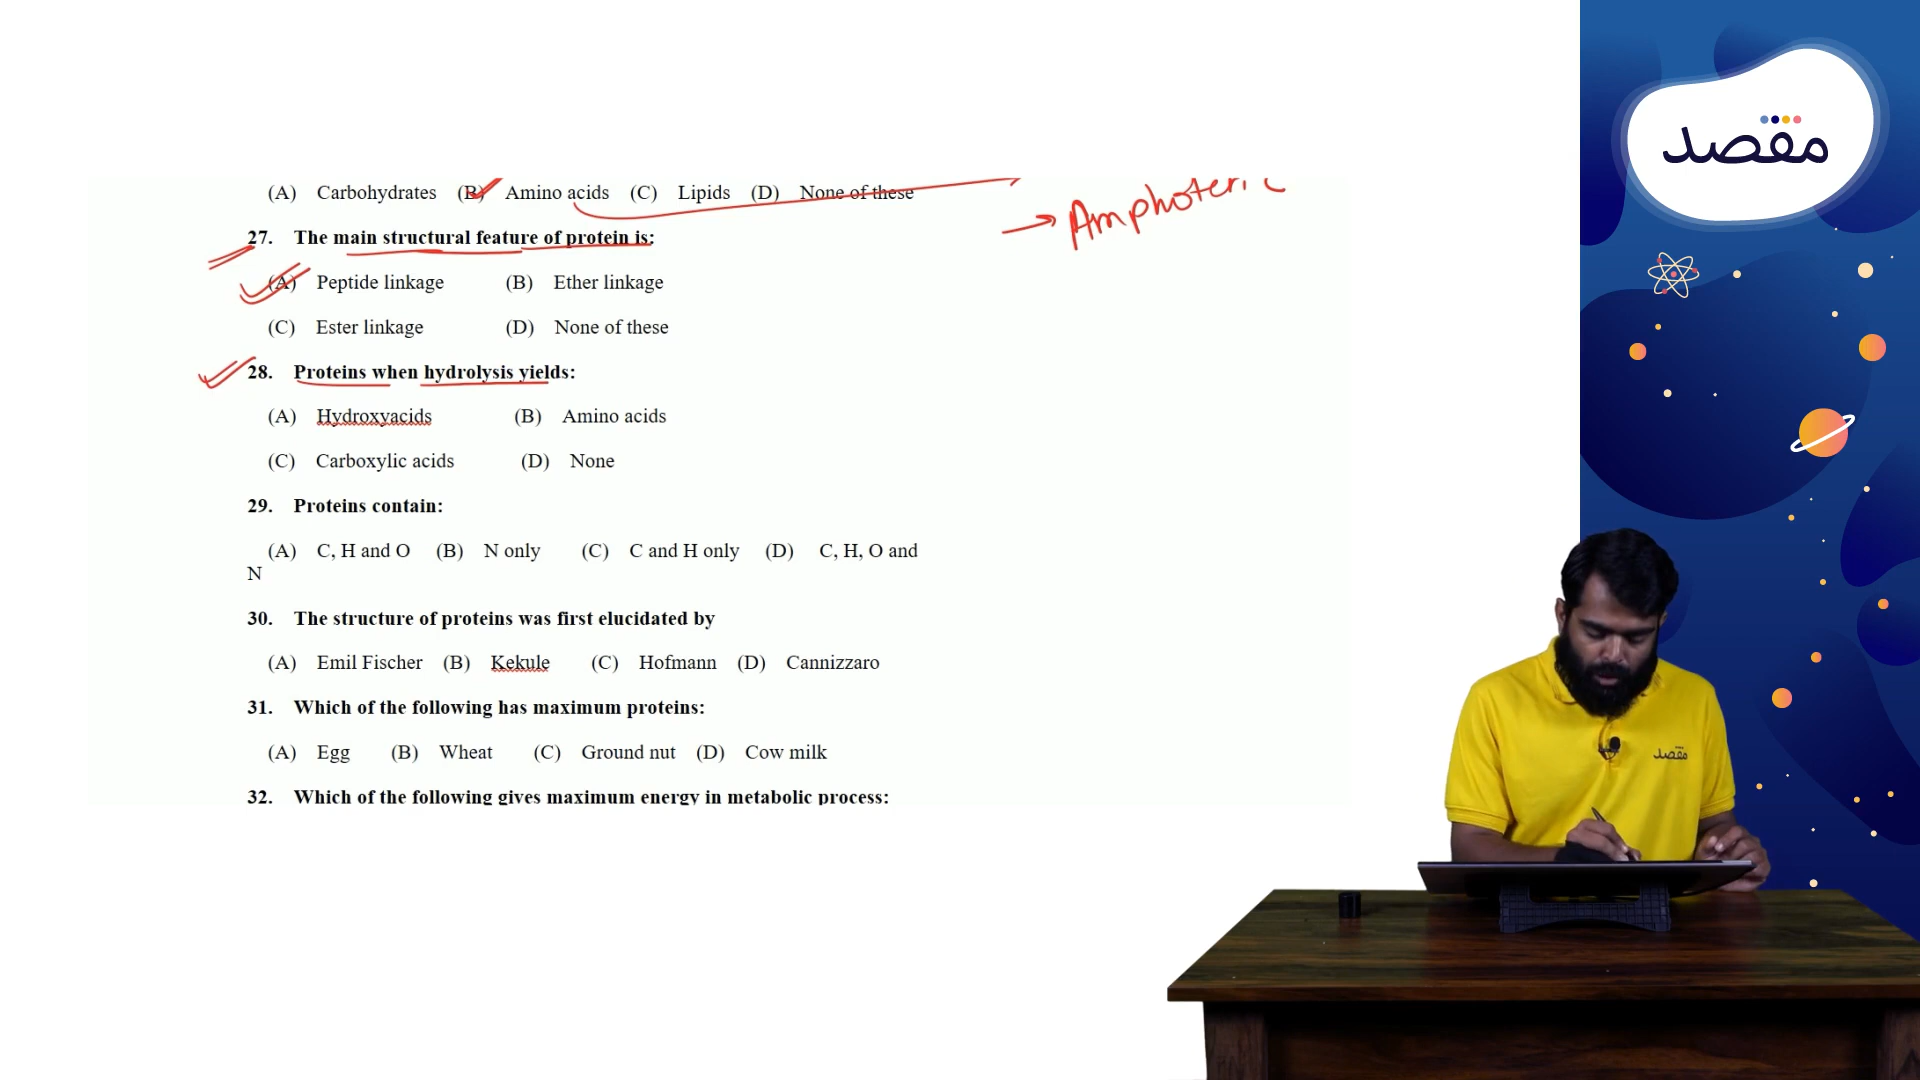 (A) Carbohydrates (B) Amino acids (C) Lipids (D) None of these
→ Amphoteric
27. The main structural feature of protein is:
(A) Peptide linkage (B) Ether linkage
(C) Ester linkage (D) None of these
28. Proteins when hydrolysis yields:
(A) Hydroxyacids (B) Amino acids
(C) Carboxylic acids (D) None
29. Proteins contain:
(A) C, H and O (B) N only (C) C and H only (D) C, H, O and
N
30. The structure of proteins was first elucidated by
(A) Emil Fischer (B) Kekule (C) Hofmann (D) Cannizzaro
31. Which of the following has maximum proteins:
(A) Egg (B) Wheat (C) Ground nut (D) Cow milk
32. Which of the following gives maximum energy in metabolic process:
مقصد
مقصد